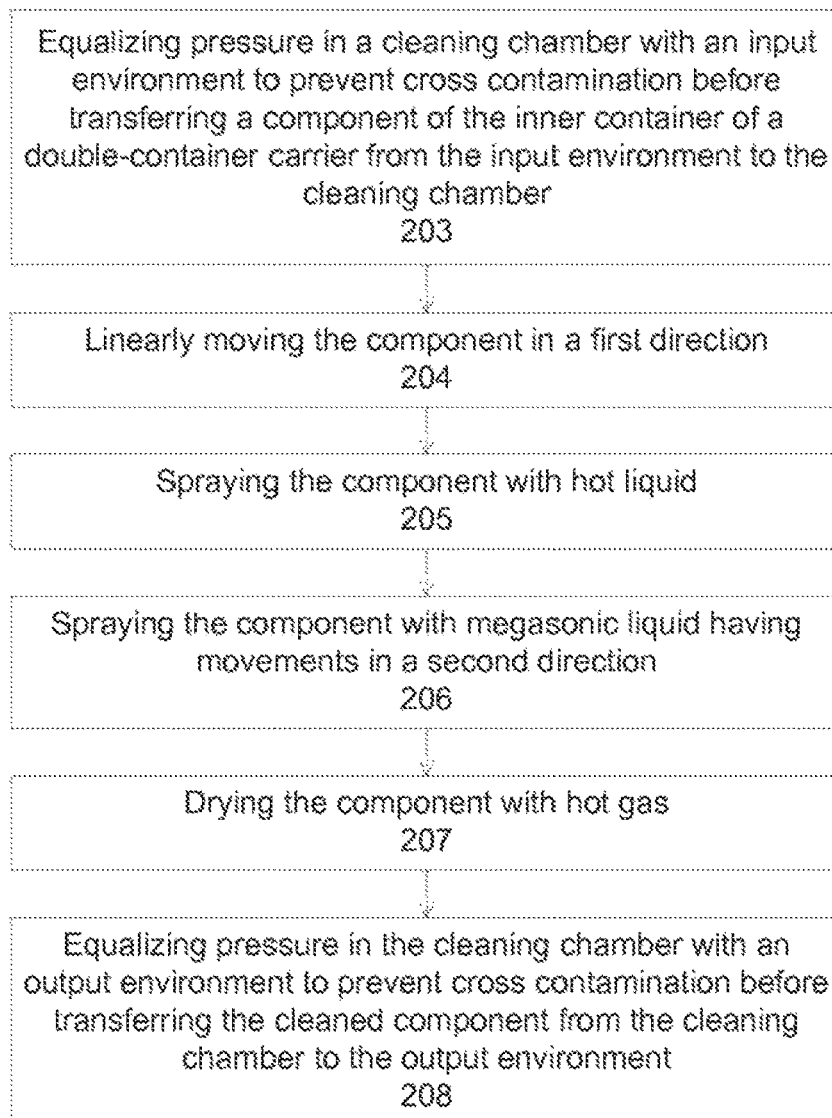 Equalizing pressure in a cleaning chamber with an input
environment to prevent cross contamination before
transferring a component of the inner container of a
double-container carrier from the input environment to the
cleaning chamber
203
Linearly moving the component in a first direction
204
Spraying the component with hot liquid
205
Spraying the component with megasonic liquid having
movements in a second direction
206
Drying the component with hot gas
207
Equalizing pressure in the cleaning chamber with an
output environment to prevent cross contamination before
transferring the cleaned component from the cleaning
chamber to the output environment
208